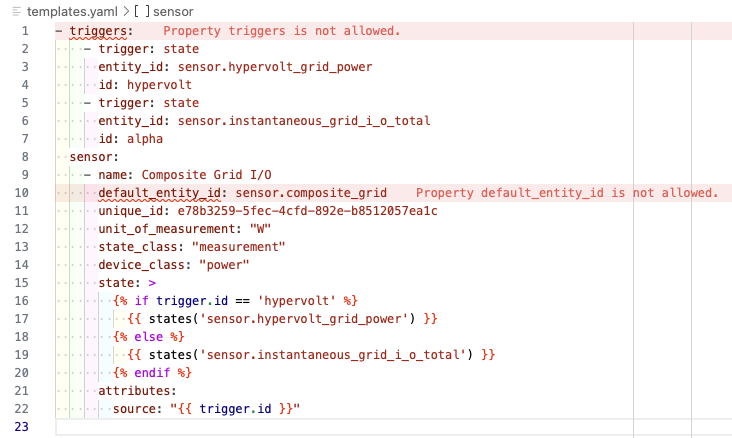 templates.yaml > [ ] sensor
1 - triggers: Property triggers is not allowed.
2 - trigger: state
3 entity_id: sensor.hypervolt_grid_power
4 id: hypervolt
5 - trigger: state
6 entity_id: sensor.instantaneous_grid_i_o_total
7 id: alpha
8 sensor:
9 - name: Composite Grid I/O
10 default_entity_id: sensor.composite_grid Property default_entity_id is not allowed.
11 unique_id: e78b3259-5fec-4cfd-892e-b8512057ea1c
12 unit_of_measurement: "W"
13 state_class: "measurement"
14 device_class: "power"
15 state: >
16 {% if trigger.id == 'hypervolt' %}
17 {{ states('sensor.hypervolt_grid_power') }}
18 {% else %}
19 {{ states('sensor.instantaneous_grid_i_o_total') }}
20 {% endif %}
21 attributes:
22 source: "{{ trigger.id }}"
23